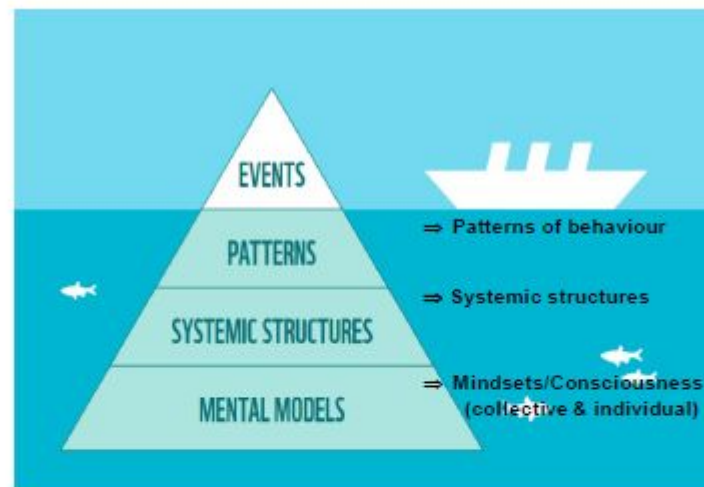 EVENTS
⇒ Patterns of behaviour
PATTERNS
⇒ Systemic structures
SYSTEMIC STRUCTURES
⇒ Mindsets/Consciousness
(collective & individual)
MENTAL MODELS